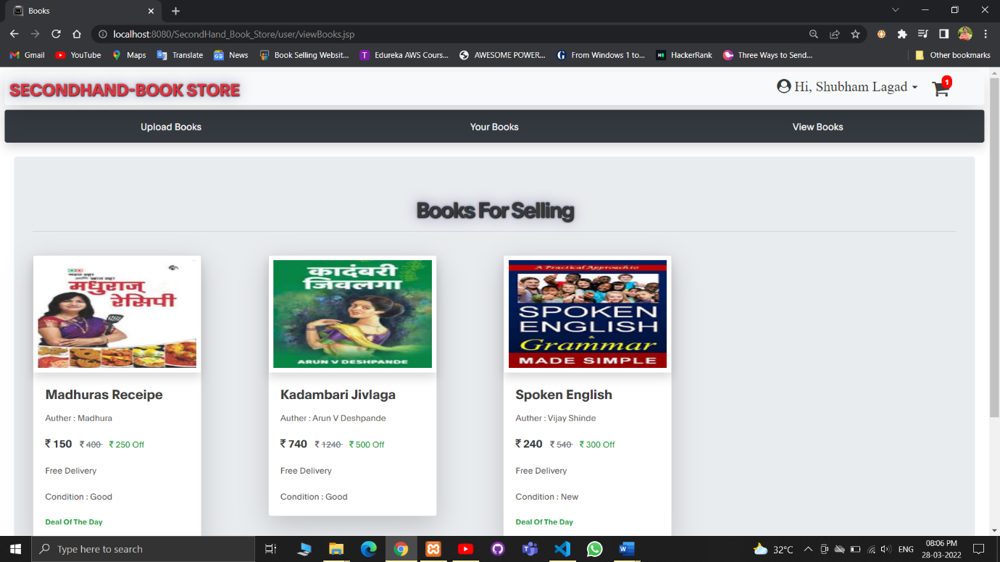 Books
localhost:8080/SecondHand_Book_Store/user/viewBooks.jsp
Gmail YouTube Maps Translate News Book Selling Websit... Edureka AWS Cours... AWESOME POWER... From Windows 1 to... HackerRank Three Ways to Send... Other bookmarks
SECONDHAND-BOOK STORE
Hi, Shubham Lagad
1
Upload Books Your Books View Books
Books For Selling
मधुराज्
रेसिपी
Madhuras Receipe
Auther : Madhura
₹ 150 ₹ 400 ₹ 250 Off
Free Delivery
Condition : Good
Deal Of The Day
कादंबरी
जिवलगा
ARUN V DESHPANDE
Kadambari Jivlaga
Auther : Arun V Deshpande
₹ 740 ₹ 1240 ₹ 500 Off
Free Delivery
Condition : Good
A Practical Approach to
SPOKEN
ENGLISH
&
Grammar
MADE SIMPLE
Spoken English
Auther : Vijay Shinde
₹ 240 ₹ 540 ₹ 300 Off
Free Delivery
Condition : New
Deal Of The Day
Type here to search
32°C
ENG
08:06 PM
28-03-2022